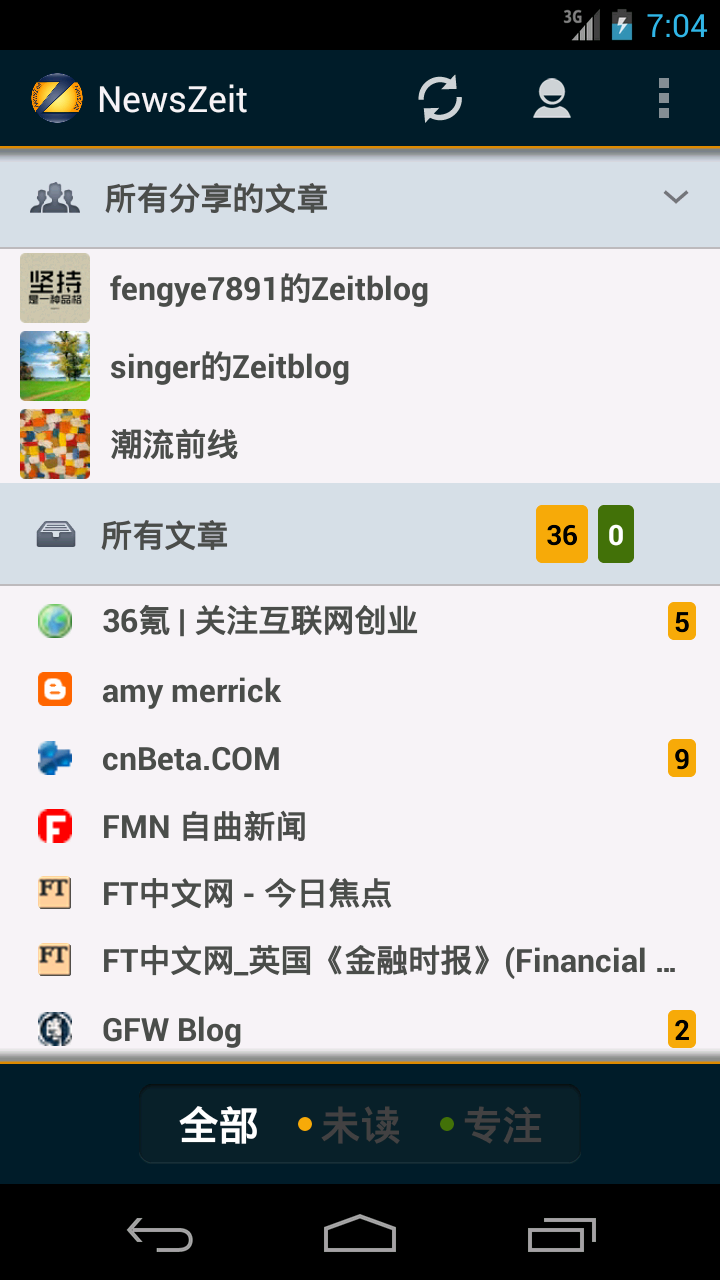 3G 7:04
NewsZeit
所有分享的文章
坚持
是一种品格
fengye7891的Zeitblog
singer的Zeitblog
潮流前线
所有文章 36 0
36氪 | 关注互联网创业 5
amy merrick
cnBeta.COM 9
FMN 自曲新闻
FT中文网 - 今日焦点
FT中文网_英国《金融时报》(Financial ...
GFW Blog 2
全部 未读 专注